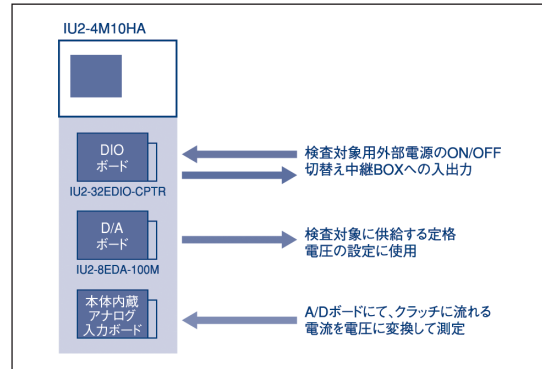 IU2-4M10HA
DIO
ボード
IU2-32EDIO-CPTR
検査対象用外部電源のON/OFF
切替え中継BOXへの入出力
D/A
ボード
IU2-8EDA-100M
検査対象に供給する定格
電圧の設定に使用
本体内蔵
アナログ
入力ボード
A/Dボードにて、クラッチに流れる
電流を電圧に変換して測定